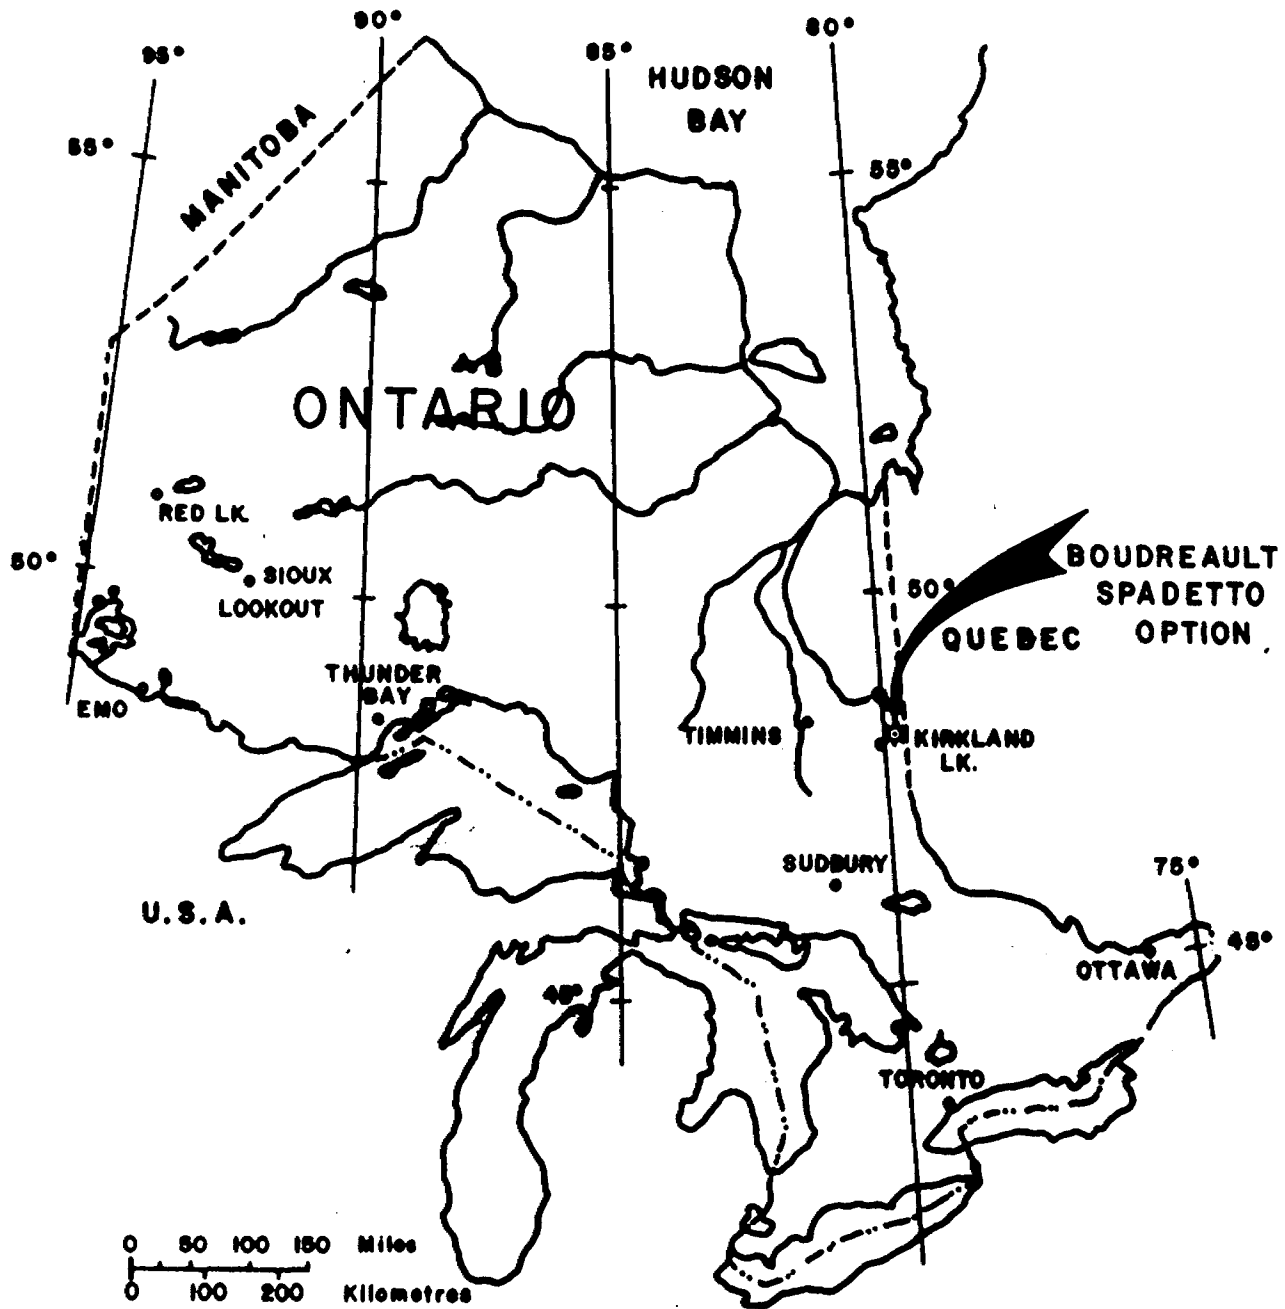 90°
80°
95°
85°
HUDSON
BAY
MANITOBA
55°
55°
ONTARIO
RED LK.
50°
SIOUX
LOOKOUT
50°
BOUDREAULT
SPADETTO
OPTION
QUEBEC
THUNDER
BAY
EMO
TIMMINS
KIRKLAND
LK.
SUDBURY
75°
U.S.A.
45°
OTTAWA
45°
TORONTO
0 50 100 150 Miles
0 100 200 Kilometres